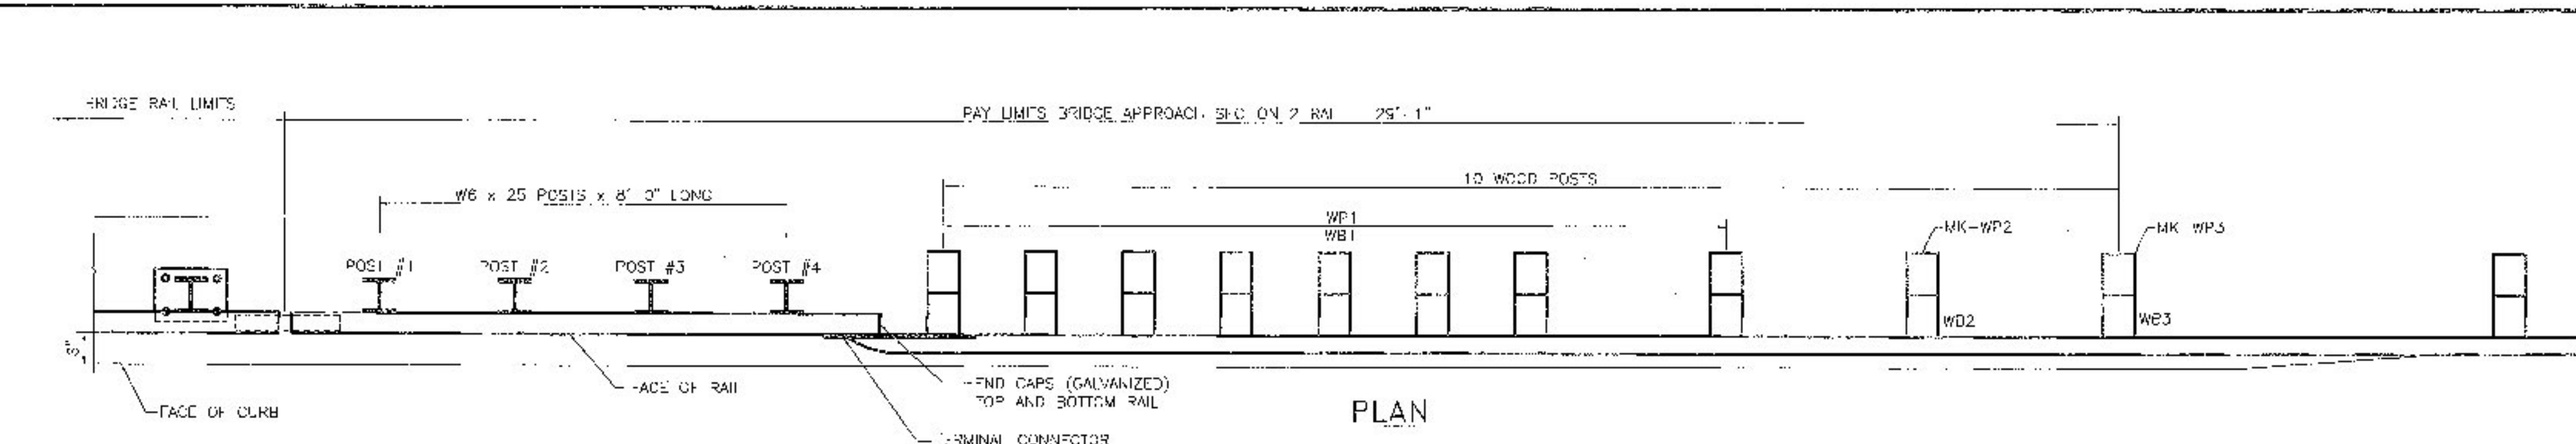 BRIDGE RAIL LIMITS
PAY LIMITS BRIDGE APPROACH SECTION 2 RAIL 29'-1"
10 WOOD POSTS
W6 x 25 POSTS x 8' 0" LONG
WP1
WB1
MK-WP2
MK WP3
POST #1
POST #2
POST #3
POST #4
WB2
WB3
FACE OF RAIL
END CAPS (GALVANIZED)
TOP AND BOTTOM RAIL
FACE OF CURB
PLAN
TERMINAL CONNECTOR